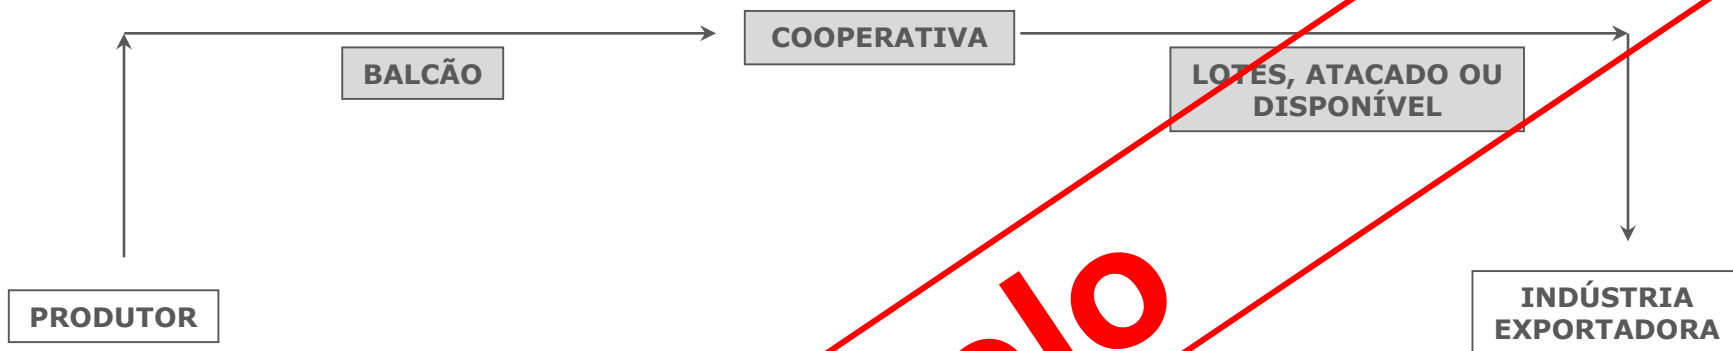 COOPERATIVA
BALCÃO
LOTES, ATACADO OU
DISPONÍVEL
PRODUTOR
INDÚSTRIA
EXPORTADORA